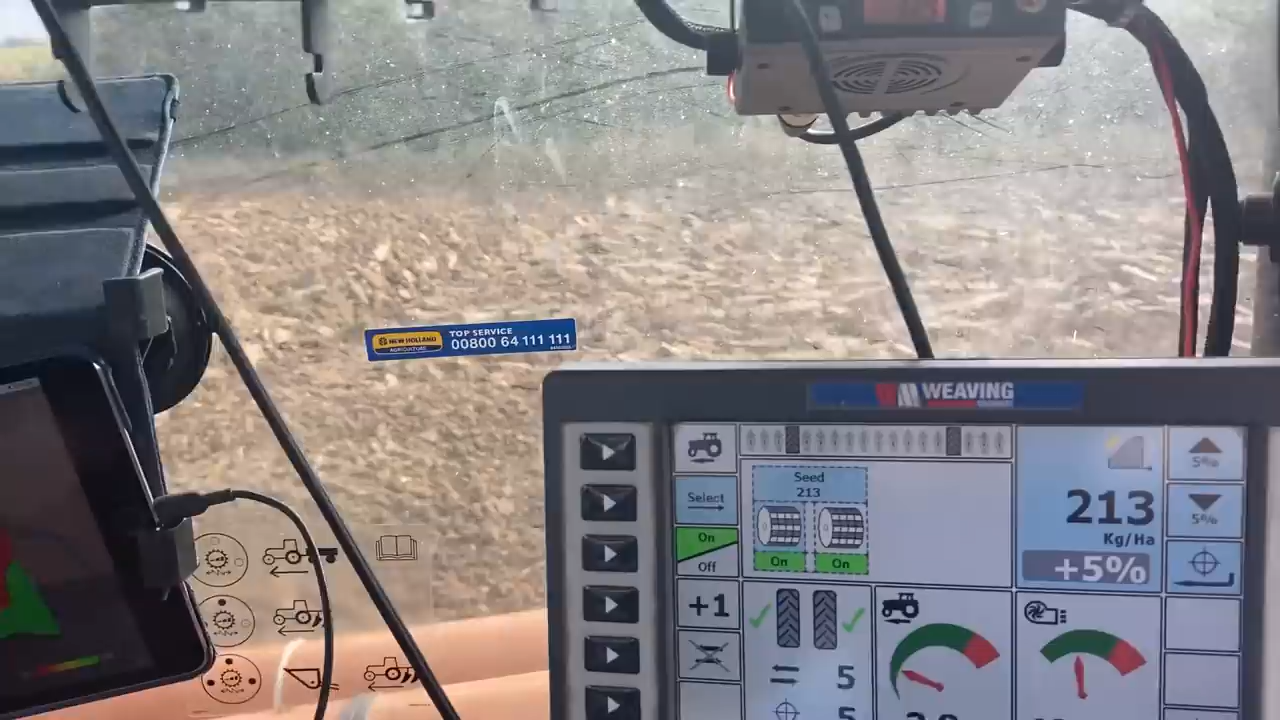 NEW HOLLAND
AGRICULTURE
TOP SERVICE
00800 64 111 111
WEAVING
Select
On
Off
+1
Seed
213
On
On
213
Kg/Ha
+5%
5%
5%
5
5